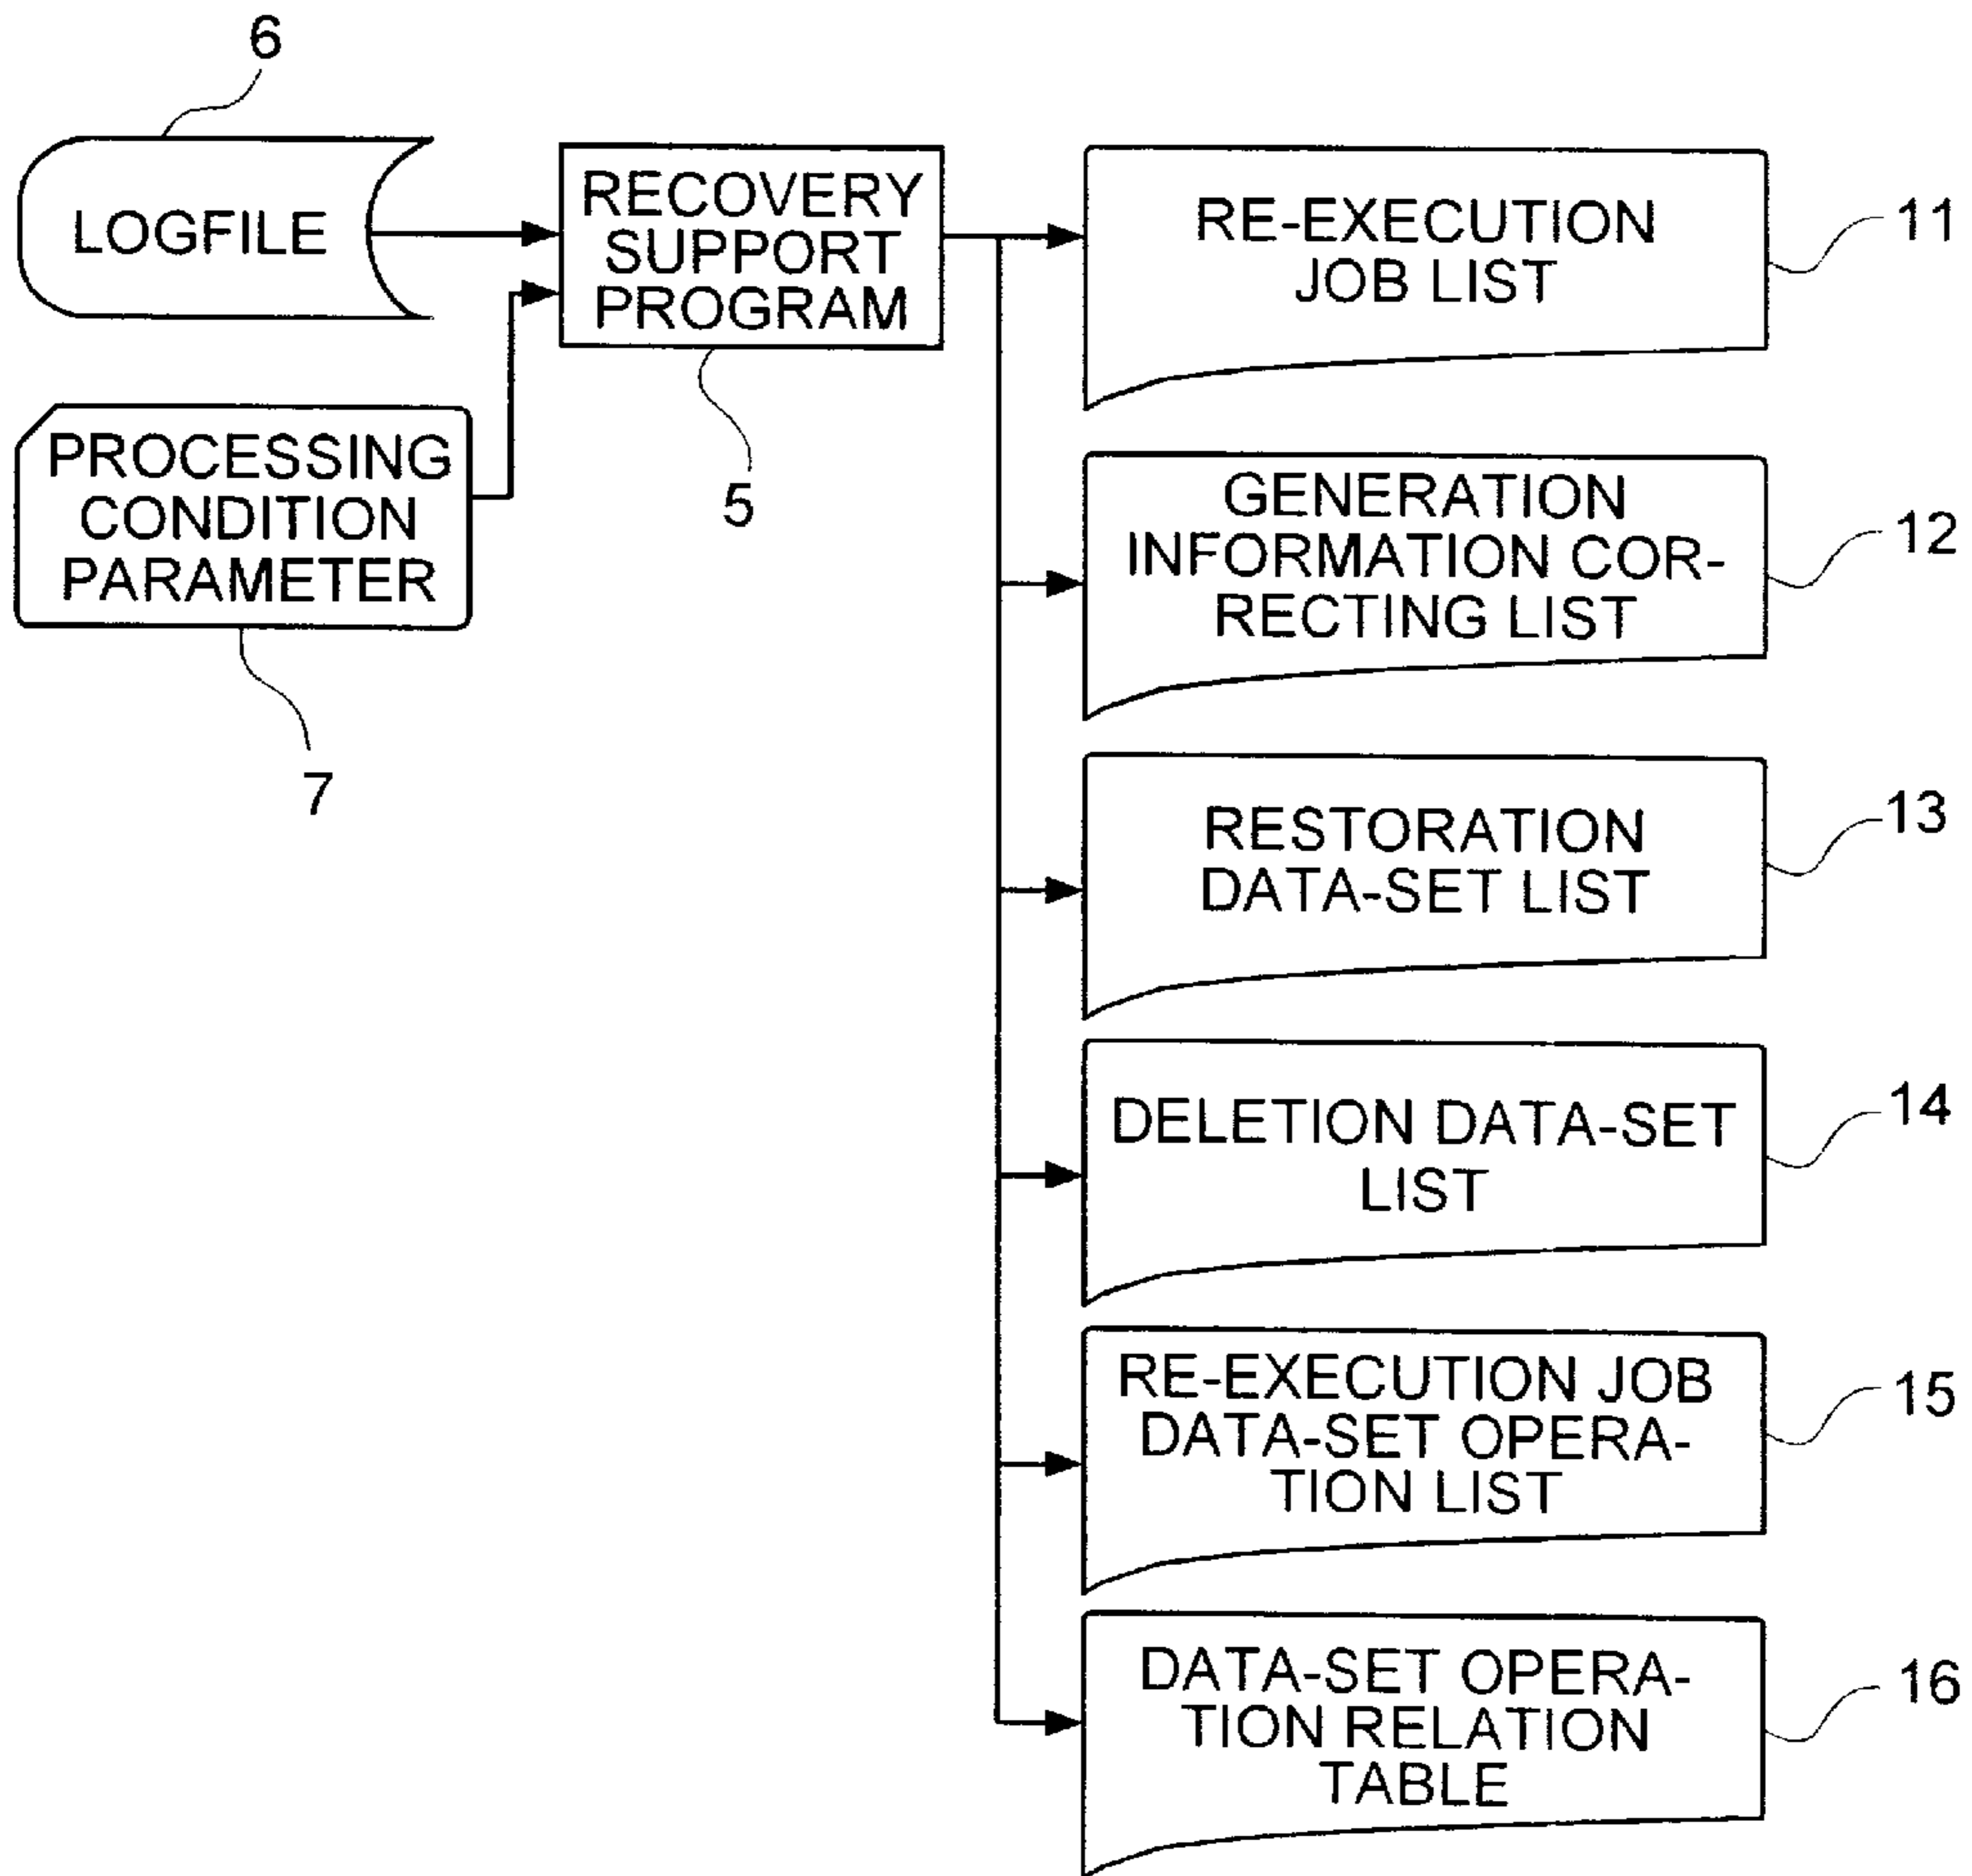 6
LOGFILE
RECOVERY
SUPPORT
PROGRAM
5
PROCESSING
CONDITION
PARAMETER
7
RE-EXECUTION
JOB LIST
11
GENERATION
INFORMATION COR-
RECTING LIST
12
RESTORATION
DATA-SET LIST
13
DELETION DATA-SET
LIST
14
RE-EXECUTION JOB
DATA-SET OPERA-
TION LIST
15
DATA-SET OPERA-
TION RELATION
TABLE
16